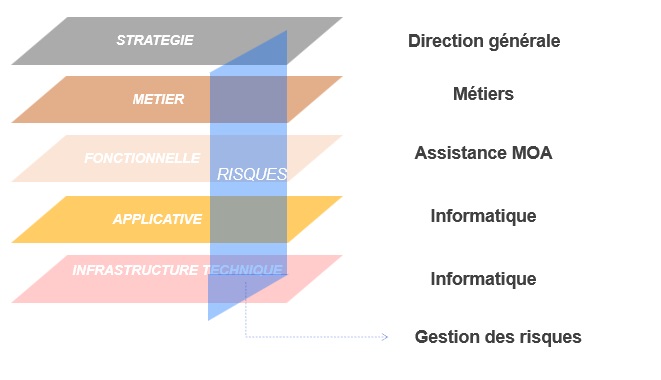 STRATEGIE
Direction générale
METIER
Métiers
FONCTIONNELLE
Assistance MOA
RISQUES
APPLICATIVE
Informatique
INFRASTRUCTURE TECHNIQUE
Informatique
Gestion des risques